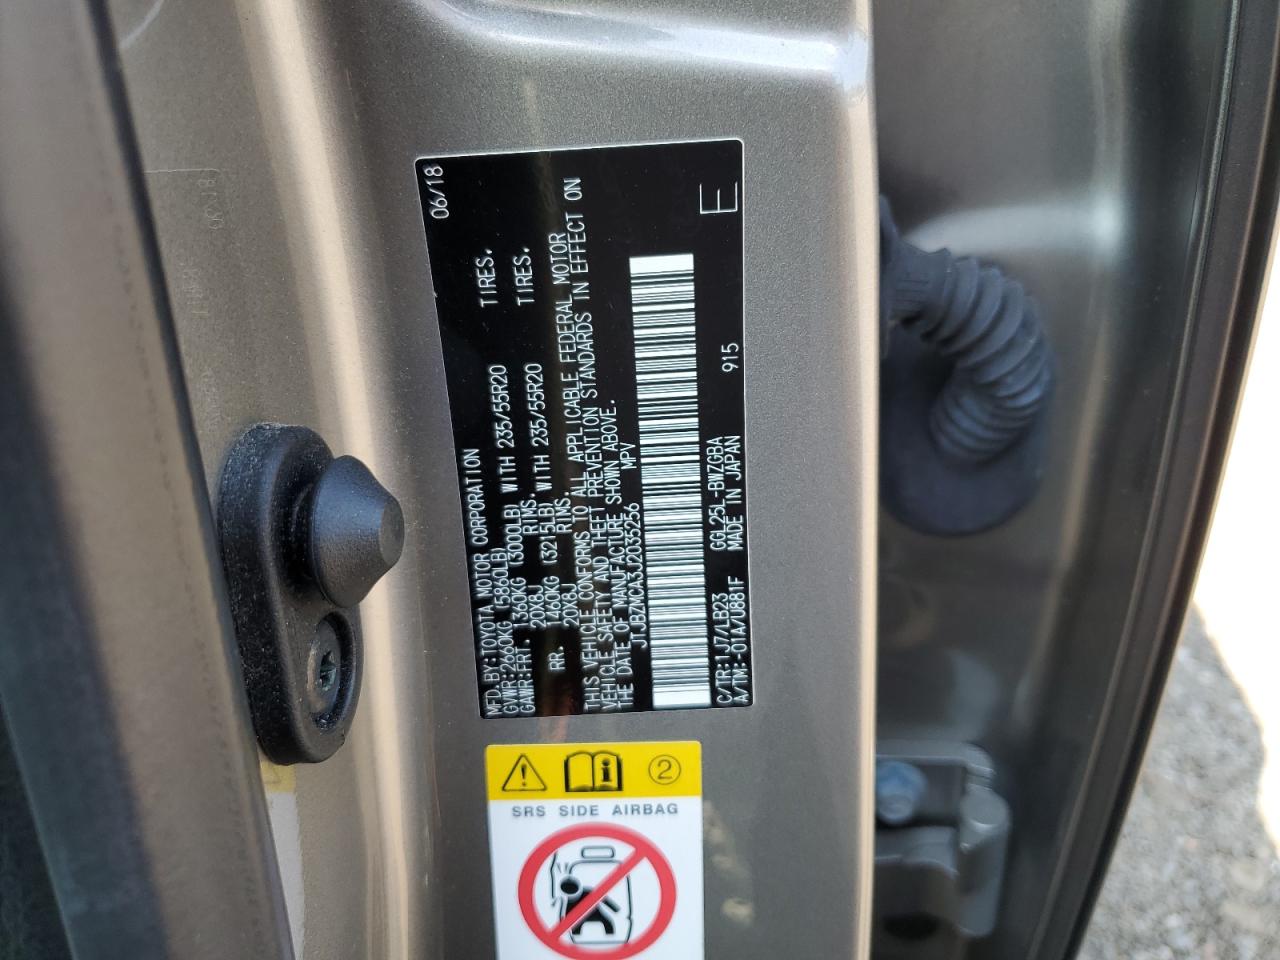 06/18
MFD.BY:TOYOTA MOTOR CORPORATION
GVWR:2660KG (5860LB)
GAWR:FRT. 1360KG (3000LB) WITH 235/55R20 TIRES.
20X8J RIMS.
RR. 1460KG (3215LB) WITH 235/55R20 TIRES.
20X8J RIMS.
THIS VEHICLE CONFORMS TO ALL APPLICABLE FEDERAL MOTOR
VEHICLE SAFETY AND THEFT PREVENTION STANDARDS IN EFFECT ON
THE DATE OF MANUFACTURE SHOWN ABOVE.
JTJBZMCA3J2035256 MPV
C/TR:1J7/LB23 GGL25L-BWZGBA 915
A/TM:-01A/U881F MADE IN JAPAN
E
2
SRS SIDE AIRBAG